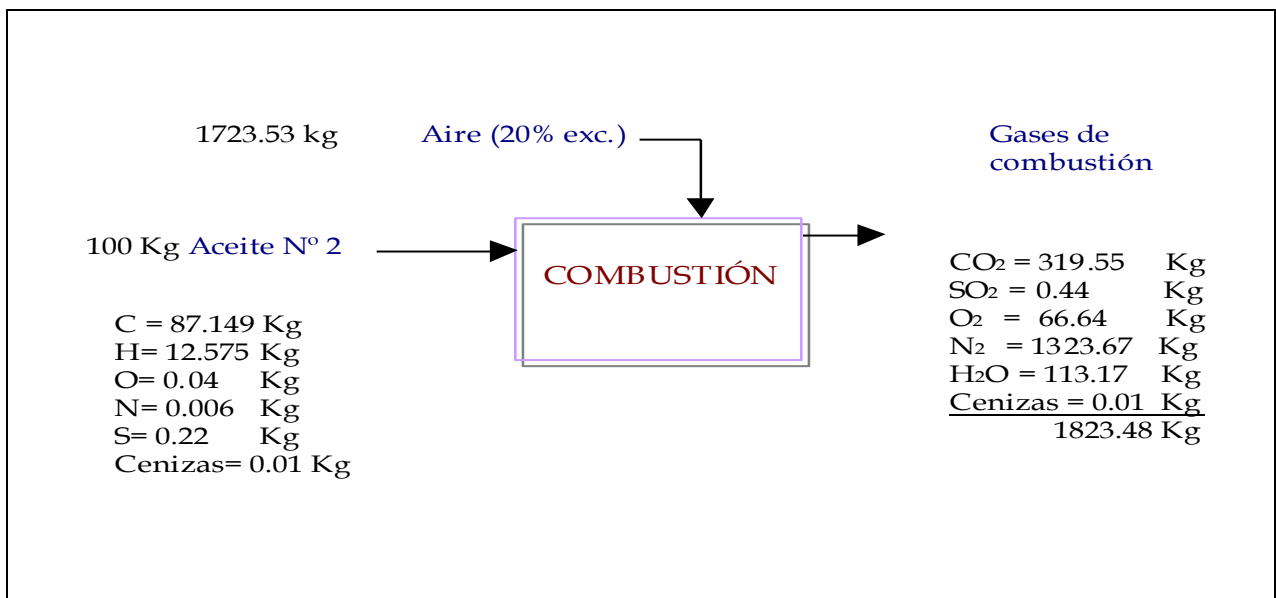 1723.53 kg Aire (20% exc.)
100 Kg Aceite Nº 2
C = 87.149 Kg
H= 12.575 Kg
O= 0.04 Kg
N= 0.006 Kg
S= 0.22 Kg
Cenizas= 0.01 Kg
COMBUSTIÓN
Gases de
combustión
CO₂ = 319.55 Kg
SO₂ = 0.44 Kg
O₂ = 66.64 Kg
N₂ = 1323.67 Kg
H₂O = 113.17 Kg
Cenizas = 0.01 Kg
1823.48 Kg